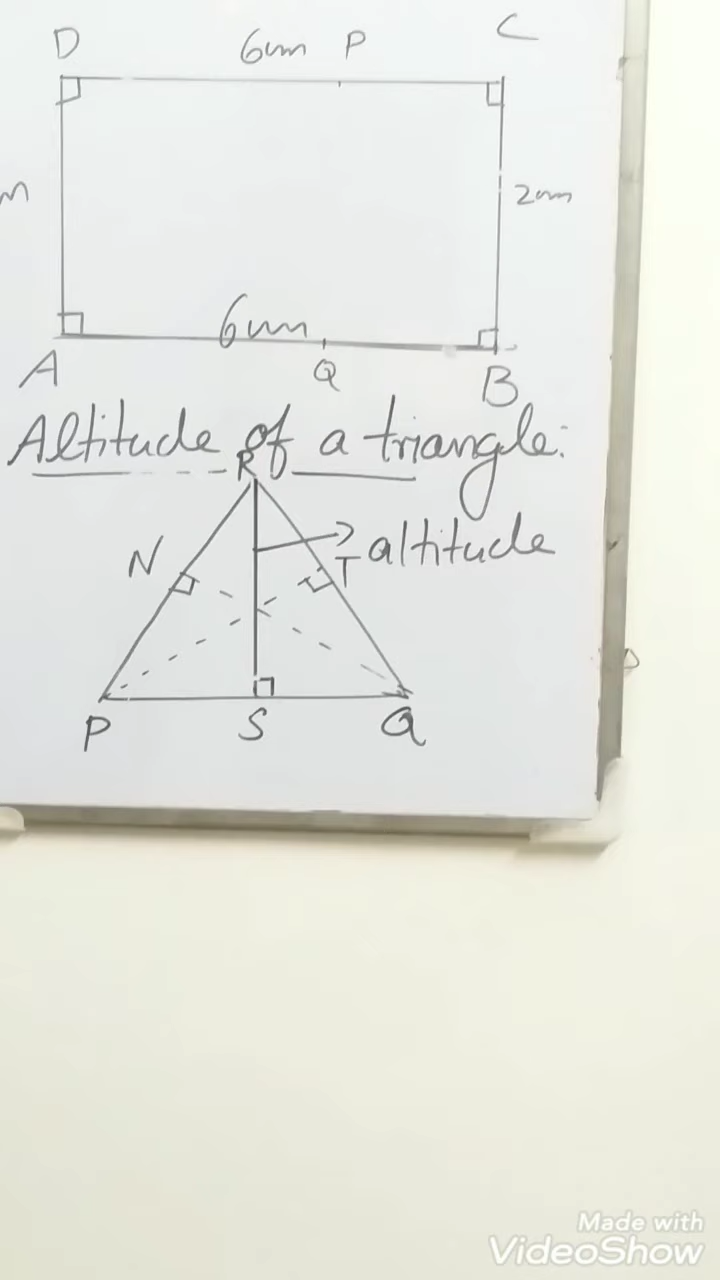 D 6cm P C
m 2cm
6cm
A Q B
Altitude of a triangle:
R
N T altitude
P S Q
Made with
VideoShow